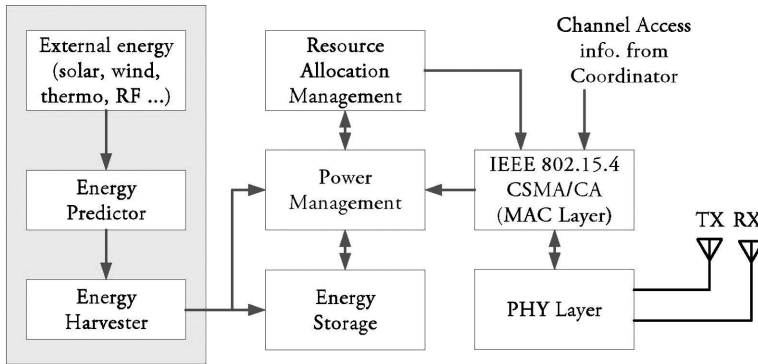 External energy
(solar, wind,
thermo, RF ...)
Energy
Predictor
Energy
Harvester
Resource
Allocation
Management
Power
Management
Energy
Storage
Channel Access
info. from
Coordinator
IEEE 802.15.4
CSMA/CA
(MAC Layer)
PHY Layer
TX RX